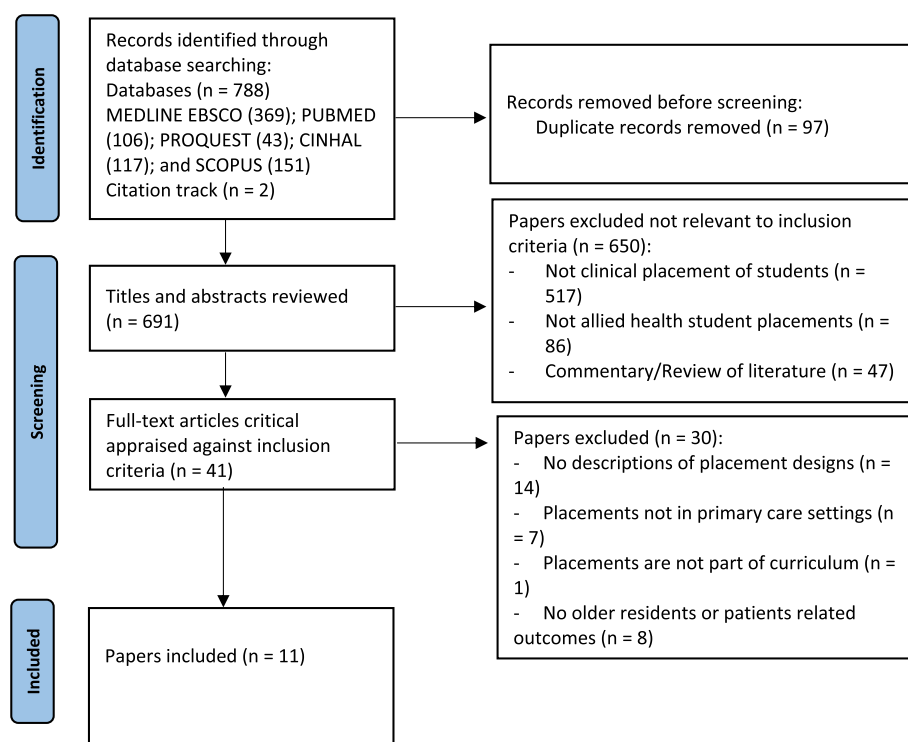 Identification
Records identified through
database searching:
Databases (n = 788)
MEDLINE EBSCO (369); PUBMED
(106); PROQUEST (43); CINHAL
(117); and SCOPUS (151)
Citation track (n = 2)
Records removed before screening:
Duplicate records removed (n = 97)
Screening
Titles and abstracts reviewed
(n = 691)
Papers excluded not relevant to inclusion
criteria (n = 650):
- Not clinical placement of students (n =
517)
- Not allied health student placements (n =
86)
- Commentary/Review of literature (n = 47)
Full-text articles critical
appraised against inclusion
criteria (n = 41)
Papers excluded (n = 30):
- No descriptions of placement designs (n =
14)
- Placements not in primary care settings (n
= 7)
- Placements are not part of curriculum (n =
1)
- No older residents or patients related
outcomes (n = 8)
Included
Papers included (n = 11)